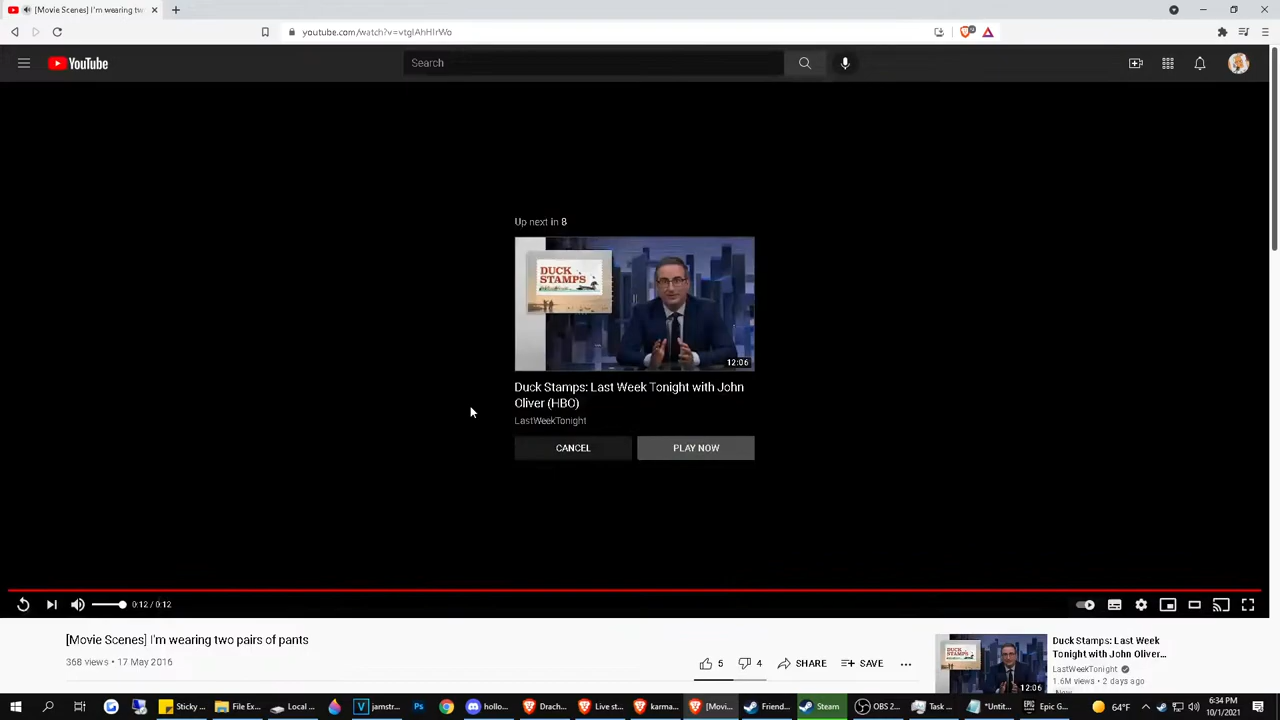 [Movie Scenes] I'm wearing tw
youtube.com/watch?v=vtgIAhHIrWo
YouTube
Search
Up next in 8
DUCK
STAMPS
12:06
Duck Stamps: Last Week Tonight with John
Oliver (HBO)
LastWeekTonight
CANCEL
PLAY NOW
0:12 / 0:12
[Movie Scenes] I'm wearing two pairs of pants
368 views • 17 May 2016
5
4
SHARE
SAVE
Duck Stamps: Last Week
Tonight with John Oliver...
LastWeekTonight
1.6M views • 2 days ago
12:06
Sticky ...
File Ex...
Local ...
jamstr...
Ps
hollo...
Drach...
Live st...
karma...
[Movi...
Friend...
Steam
OBS 2...
Task ...
*Untit...
Epic G...
64°F
6:34 PM
10/1/2021